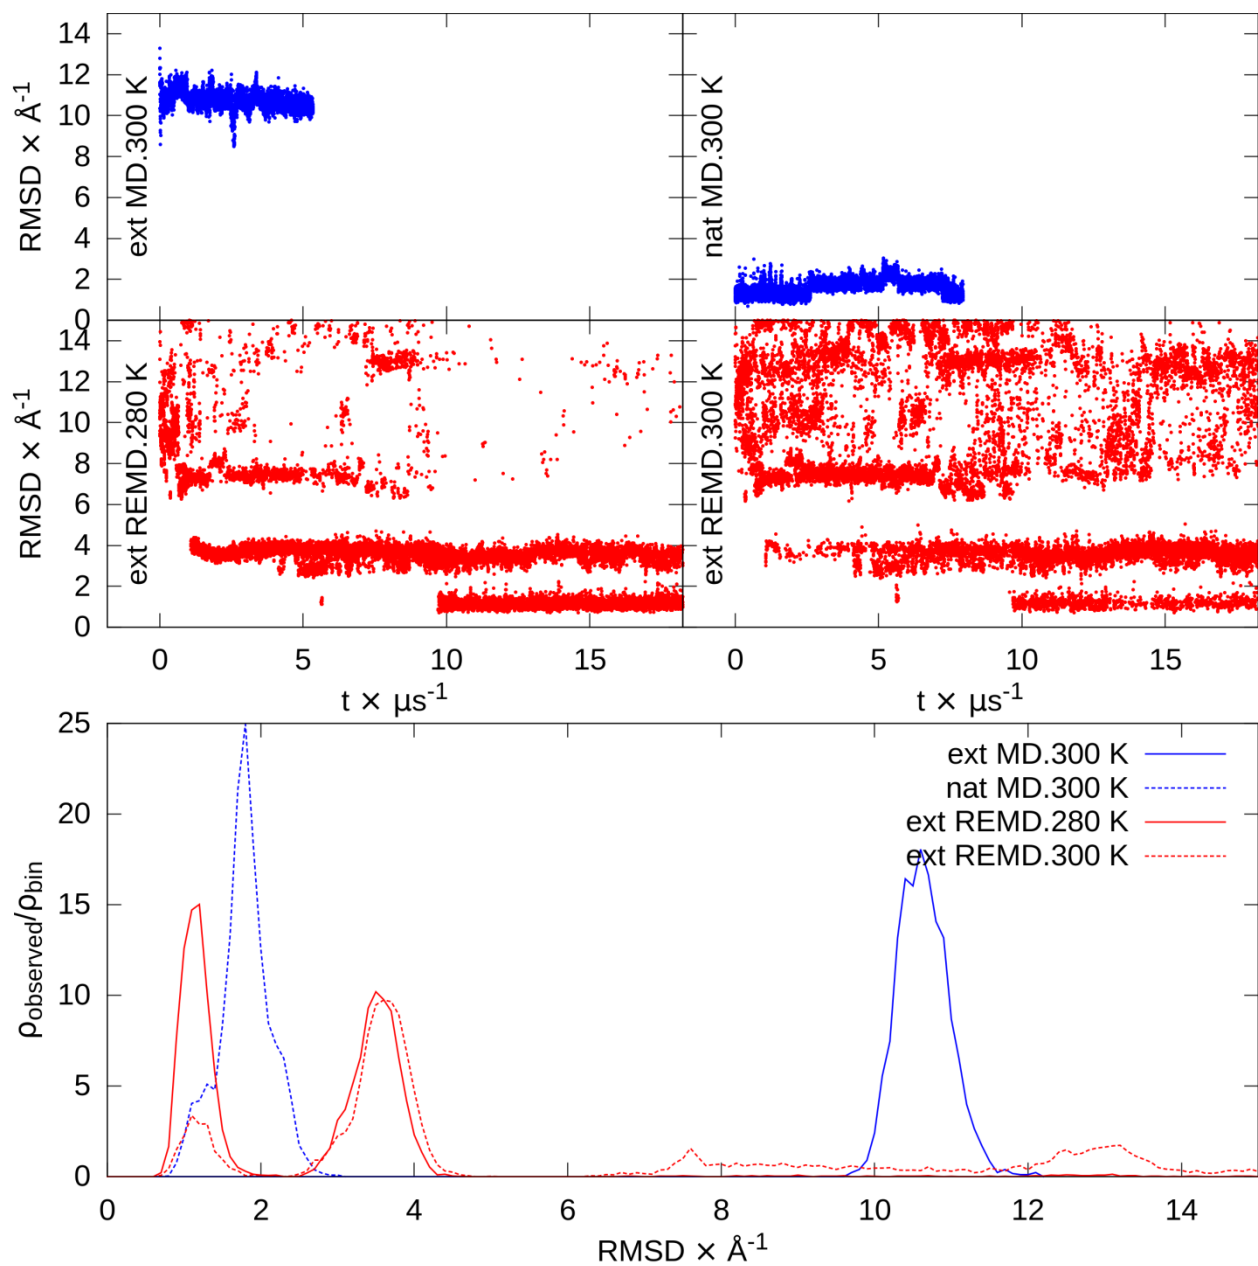 14
12
10
8
6
4
2
0
RMSD × Å⁻¹
ext MD.300 K
nat MD.300 K
14
12
10
8
6
4
2
0
RMSD × Å⁻¹
ext REMD.280 K
ext REMD.300 K
0 5 10 15
0 5 10 15
t × µs⁻¹
t × µs⁻¹
25
20
15
10
5
0
ρobserved/ρbin
ext MD.300 K
nat MD.300 K
ext REMD.280 K
ext REMD.300 K
0 2 4 6 8 10 12 14
RMSD × Å⁻¹